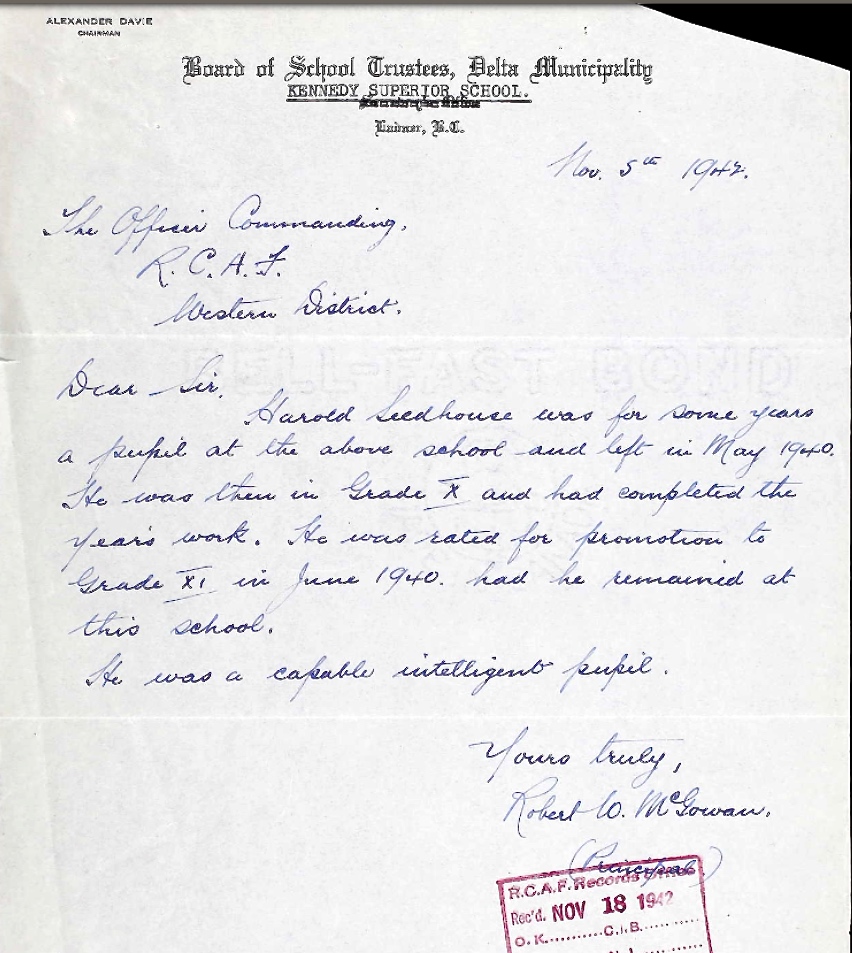 ALEXANDER DAVIE
CHAIRMAN
Board of School Trustees, Delta Municipality
KENNEDY SUPERIOR SCHOOL.
Ladner, B.C.
Nov. 5th 1942.
The Officer Commanding,
R. C. A. F.
Western District.
Dear Sir,
Harold Seedhouse was for some years
a pupil at the above school and left in May 1940.
He was then in Grade X and had completed the
year's work. He was rated for promotion to
Grade XI in June 1940. had he remained at
this school.
He was a capable intelligent pupil.
Yours truly,
Robert W. McGowan.
(Principal)
R.C.A.F. Records Office
Rec'd. NOV 18 1942
O.K...........C.I.B.......